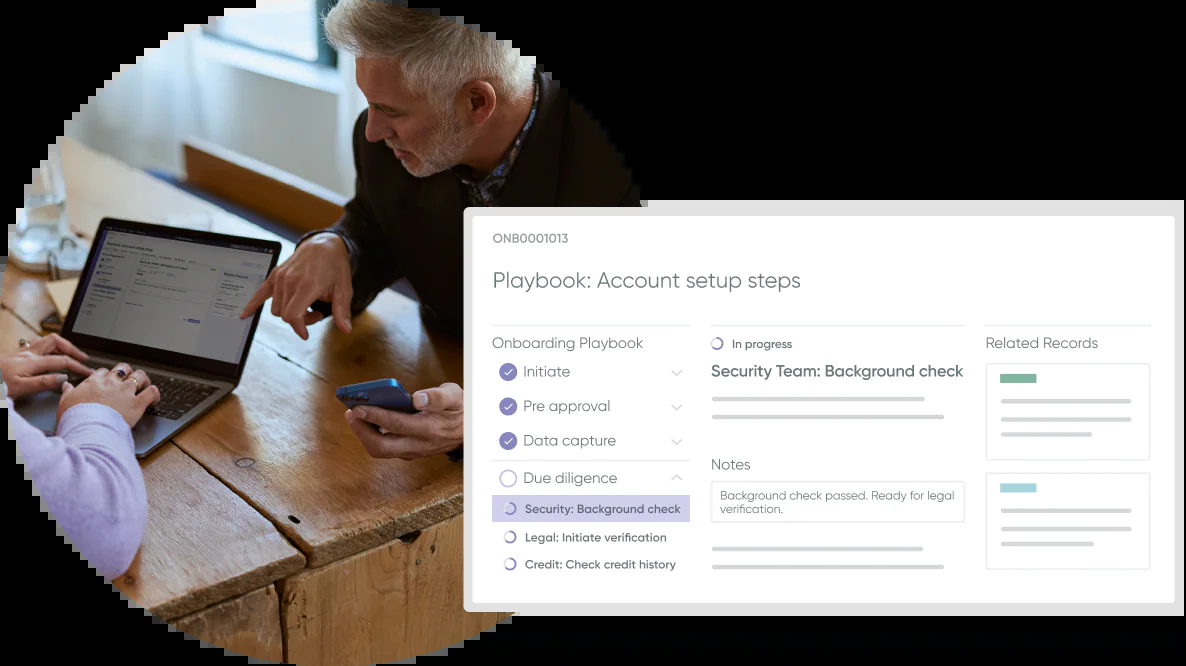 ONB0001013
Playbook: Account setup steps
Onboarding Playbook
Initiate
Pre approval
Data capture
Due diligence
Security: Background check
Legal: Initiate verification
Credit: Check credit history
In progress
Security Team: Background check
Notes
Background check passed. Ready for legal
verification.
Related Records